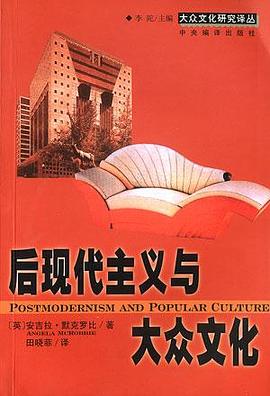 李 陀/主编 大众文化研究译丛
中央编译出版社
后现代主义与
POSTMODERNISM AND POPULAR CULTURE
大众文化
[英]安吉拉·默克罗比/著
ANGELA MCROBBIE
田晓菲/译